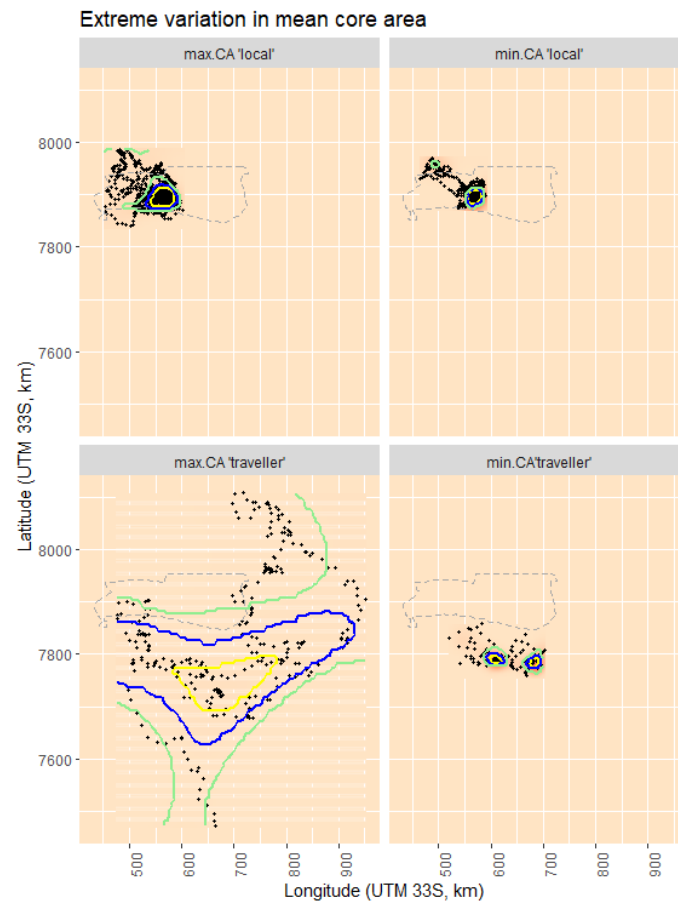 Extreme variation in mean core area
max.CA 'local'
min.CA 'local'
8000
7800
7600
max.CA 'traveller'
min.CA'traveller'
8000
7800
7600
Latitude (UTM 33S, km)
500
600
700
800
900
500
600
700
800
900
Longitude (UTM 33S, km)